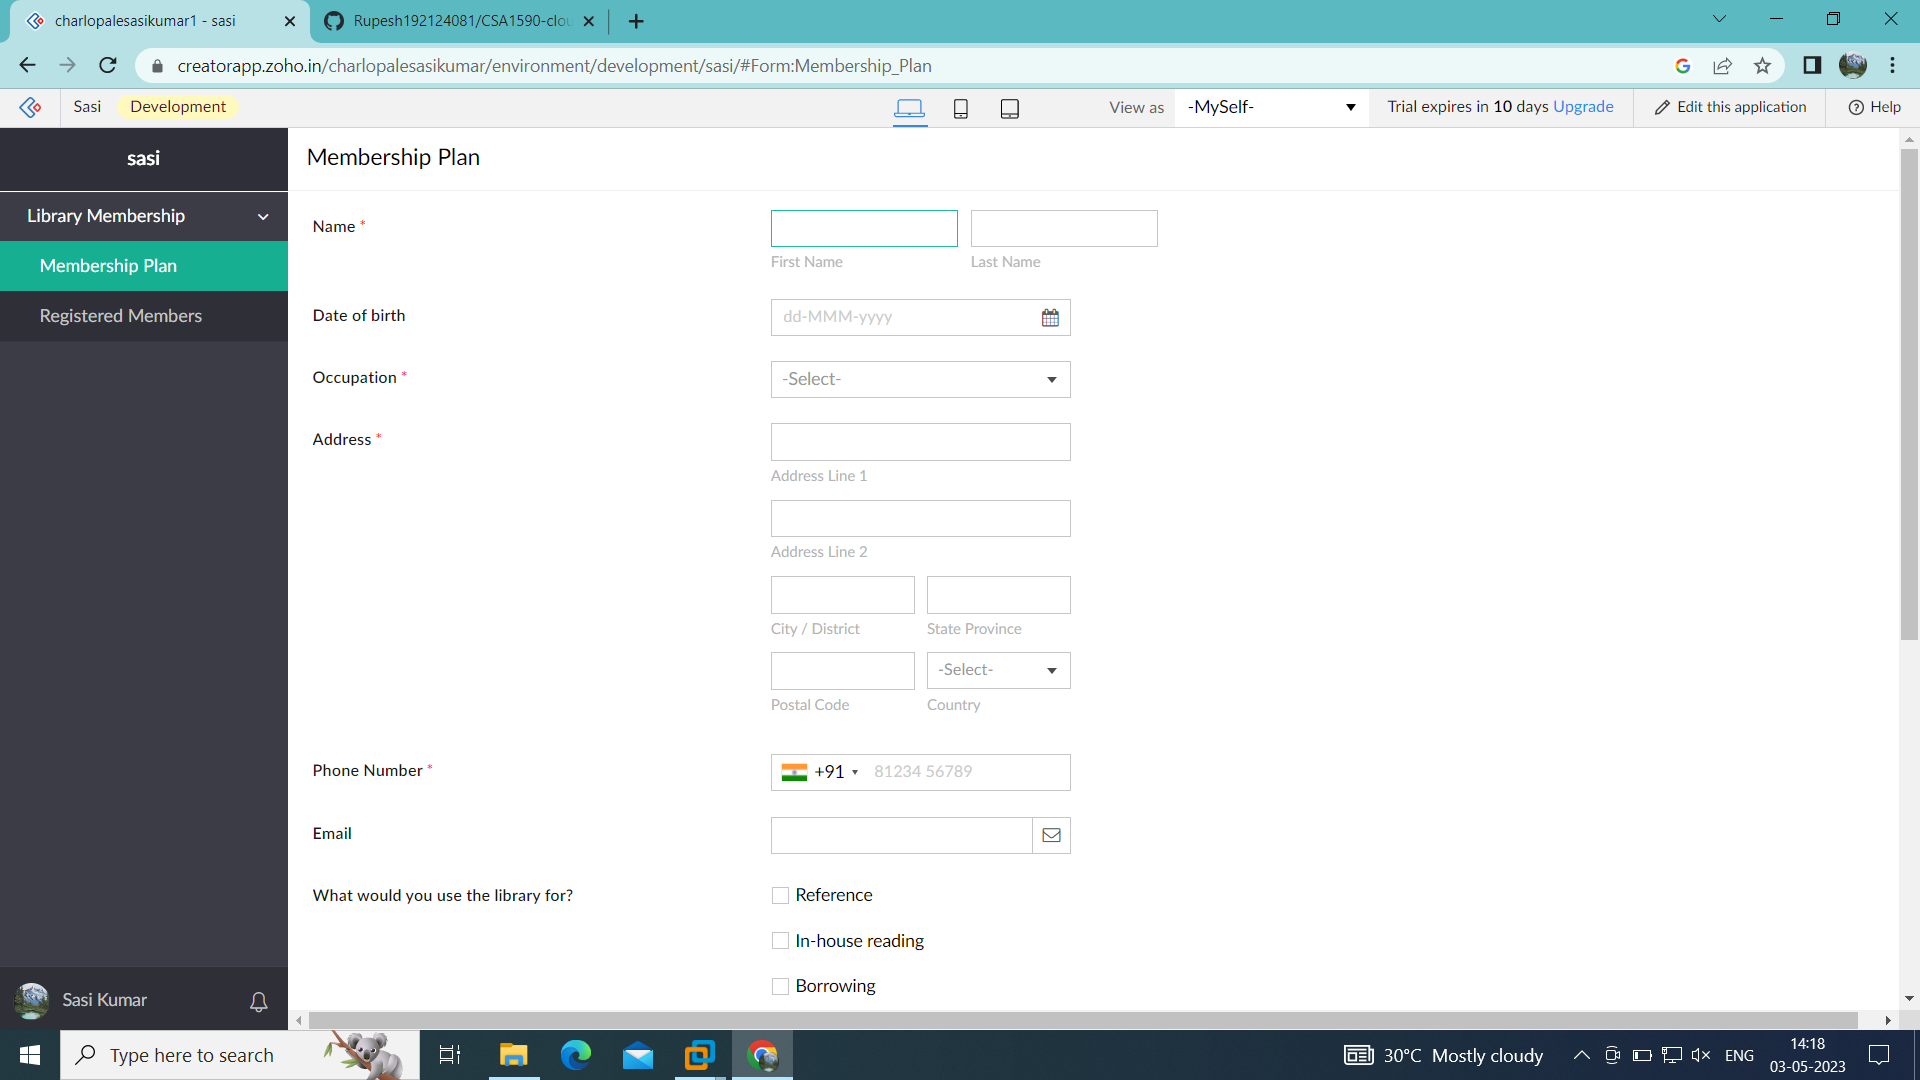 charlopalesasikumar1 - sasi
Rupesh192124081/CSA1590-clou
creatorapp.zoho.in/charlopalesasikumar/environment/development/sasi/#Form:Membership_Plan
Sasi Development View as -MySelf- Trial expires in 10 days Upgrade Edit this application Help
sasi
Library Membership
Membership Plan
Registered Members
Membership Plan
Name *
First Name Last Name
Date of birth dd-MMM-yyyy
Occupation * -Select-
Address *
Address Line 1
Address Line 2
City / District State Province
-Select-
Postal Code Country
Phone Number * +91 81234 56789
Email
What would you use the library for? Reference
In-house reading
Borrowing
Sasi Kumar
Type here to search
30°C Mostly cloudy
ENG
14:18
03-05-2023